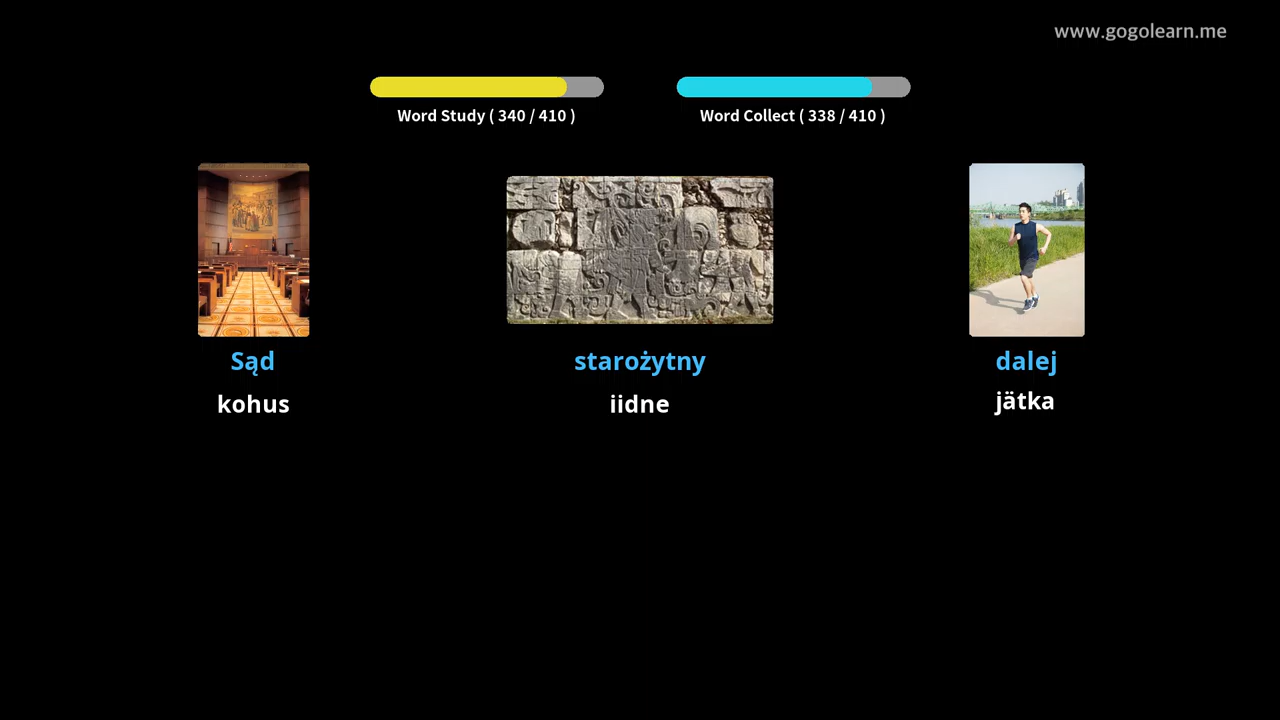 www.gogolearn.me
Word Study ( 340 / 410 )
Word Collect ( 338 / 410 )
Sąd
starożytny
dalej
kohus
iidne
jätka